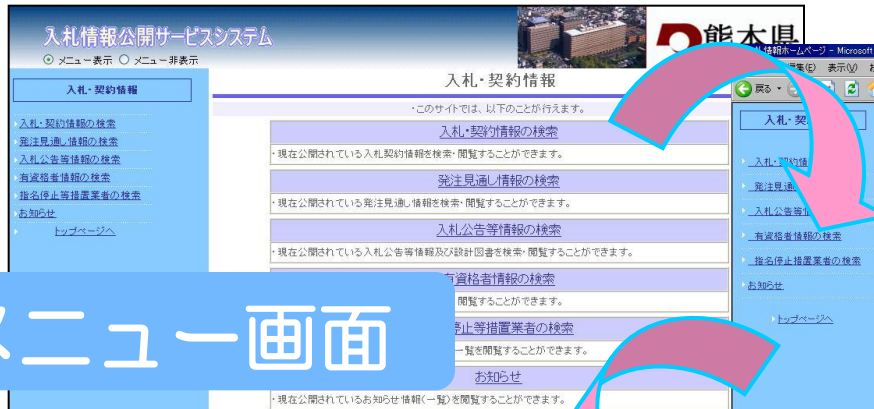 入札情報公開サービスシステム
メニュー表示 メニュー非表示
熊本県
入札・契約情報
入札・契約情報の検索
発注見通し情報の検索
入札公告等情報の検索
有資格者情報の検索
指名停止等措置業者の検索
お知らせ
トップページへ
入札・契約情報
・このサイトでは、以下のことが行えます。
入札・契約情報の検索
・現在公開されている入札契約情報を検索・閲覧することができます。
発注見通し情報の検索
・現在公開されている発注見通し情報を検索・閲覧することができます。
入札公告等情報の検索
・現在公開されている入札公告等情報及び設計図書を検索・閲覧することができます。
有資格者情報の検索
閲覧することができます。
停止等措置業者の検索
一覧を閲覧することができます。
お知らせ
・現在公開されているお知らせ情報(一覧)を閲覧することができます。
メニュー画面
札情報ホームページ - Microsoft
編集(E) 表示(V)
戻る
入札・契
入札・契約情
発注見通
入札公告等
有資格者情報の検索
指名停止措置業者の検索
お知らせ
トップページへ